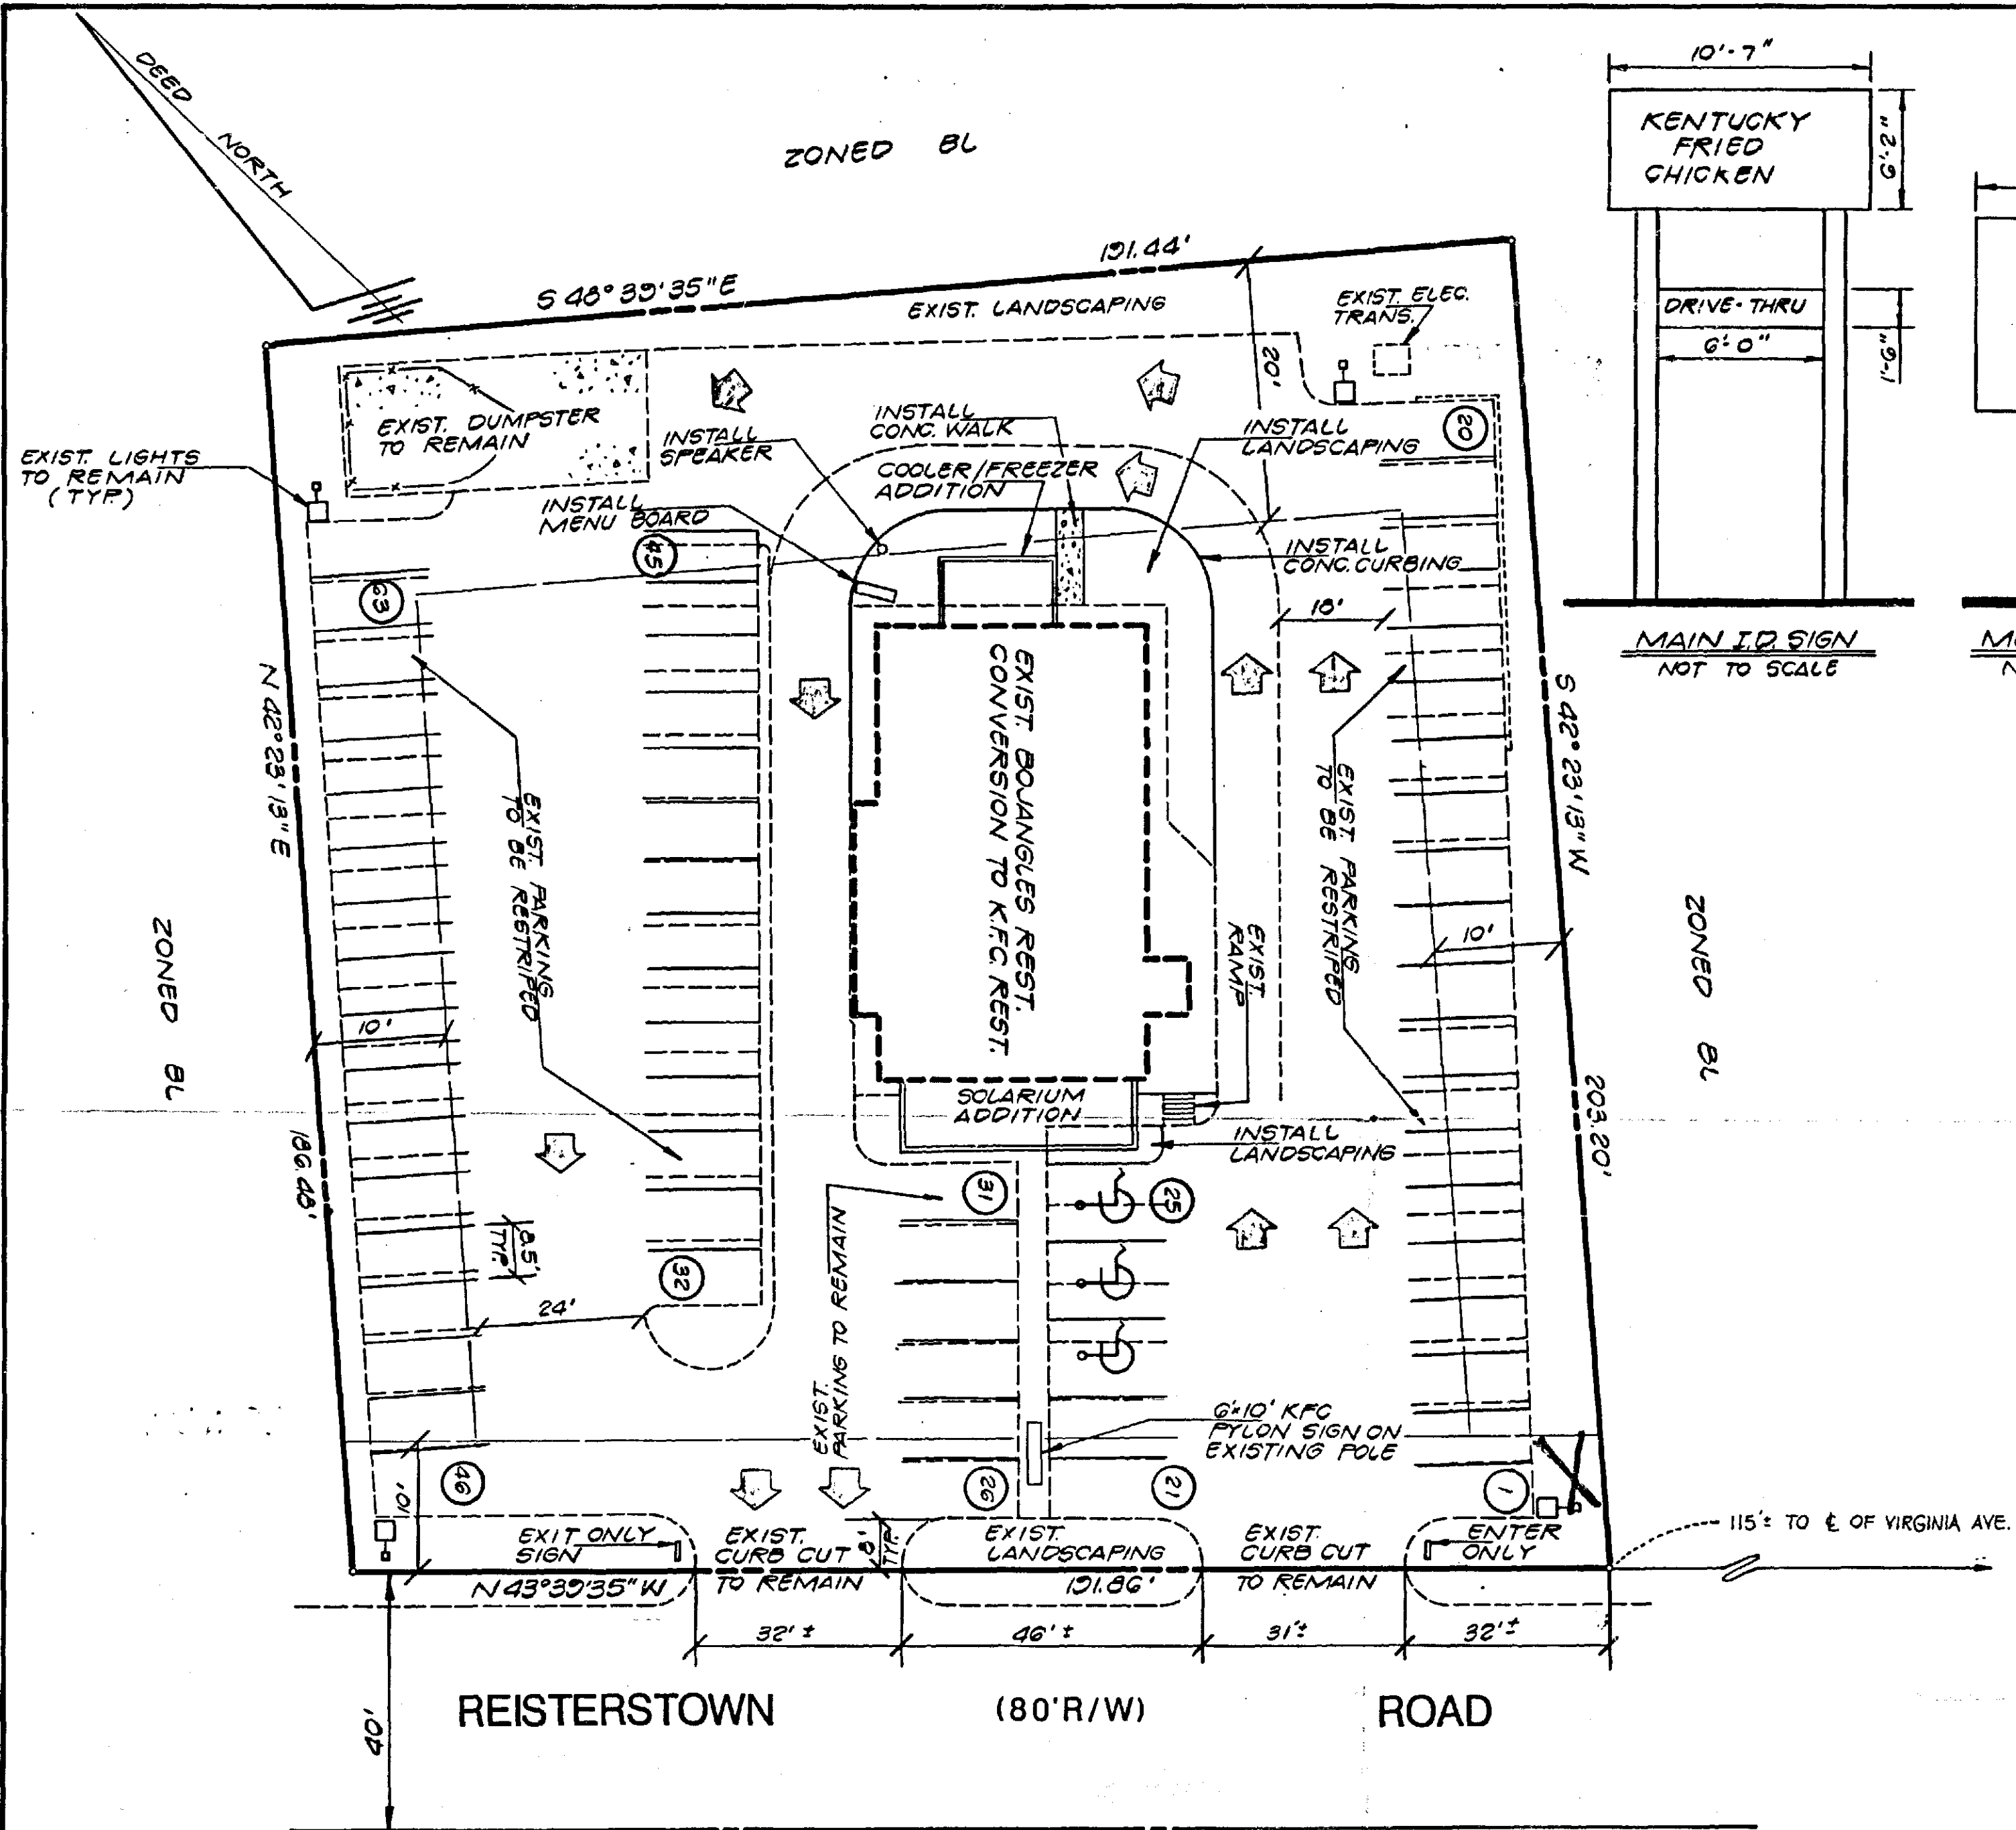 DEED
NORTH
ZONED BL
10'-7"
KENTUCKY
FRIED
CHICKEN
DRIVE-THRU
6'-0"
1'-6"
MAIN I.D. SIGN
NOT TO SCALE
S 48° 39' 35" E
191.44'
EXIST. LANDSCAPING
EXIST. ELEC.
TRANS.
20'
20
EXIST. DUMPSTER
TO REMAIN
EXIST. LIGHTS
TO REMAIN
(TYP.)
INSTALL
SPEAKER
INSTALL
CONC. WALK
COOLER/FREEZER
ADDITION
INSTALL
LANDSCAPING
INSTALL
MENU BOARD
45
63
INSTALL
CONC. CURBING
18'
N 42° 23' 13" E
186.48'
ZONED BL
EXIST. PARKING
TO BE RESTRIPED
EXIST. BOJANGLES REST.
CONVERSION TO K.F.C. REST.
EXIST.
RAMP
EXIST. PARKING
TO BE RESTRIPED
S 42° 23' 13" W
203.20'
ZONED BL
10'
10'
SOLARIUM
ADDITION
INSTALL
LANDSCAPING
31
25
8.5'
TYP.
32
24'
EXIST.
PARKING TO REMAIN
6'x10' KFC
PYLON SIGN ON
EXISTING POLE
46
26
21
1
10'
EXIT ONLY
SIGN
EXIST.
CURB CUT
TO REMAIN
8'
TYP.
EXIST.
LANDSCAPING
EXIST.
CURB CUT
TO REMAIN
ENTER
ONLY
115'± TO ℄ OF VIRGINIA AVE.
N 43° 39' 35" W
191.86'
32'±
46'±
31'±
32'±
40'
REISTERSTOWN (80' R/W) ROAD